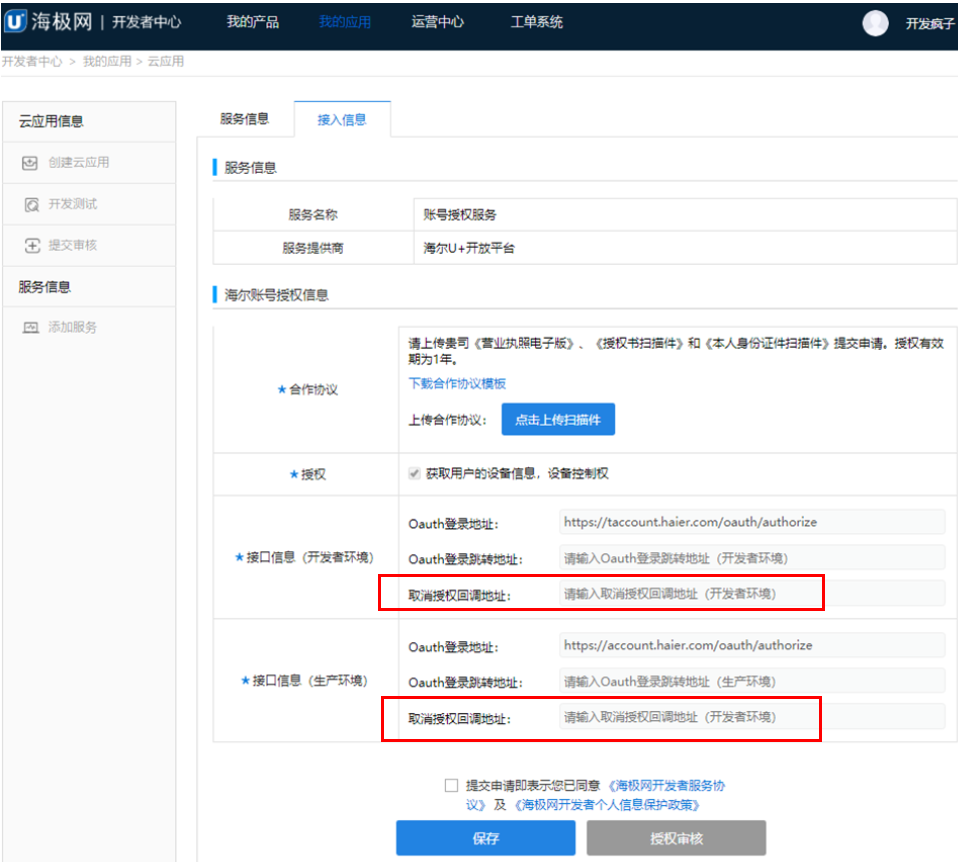 U 海极网 | 开发者中心 我的产品 我的应用 运营中心 工单系统 开发疯子
开发者中心 > 我的应用 > 云应用
云应用信息
创建云应用
开发测试
提交审核
服务信息
添加服务
服务信息 接入信息
服务信息
服务名称 账号授权服务
服务提供商 海尔U+开放平台
海尔账号授权信息
★合作协议
请上传贵司《营业执照电子版》、《授权书扫描件》和《本人身份证件扫描件》提交申请。授权有效
期为1年。
下载合作协议模板
上传合作协议： 点击上传扫描件
★授权 获取用户的设备信息，设备控制权
★接口信息（开发者环境）
Oauth登录地址： https://taccount.haier.com/oauth/authorize
Oauth登录跳转地址： 请输入Oauth登录跳转地址（开发者环境）
取消授权回调地址： 请输入取消授权回调地址（开发者环境）
★接口信息（生产环境）
Oauth登录地址： https://account.haier.com/oauth/authorize
Oauth登录跳转地址： 请输入Oauth登录跳转地址（生产环境）
取消授权回调地址： 请输入取消授权回调地址（开发者环境）
提交申请即表示您已同意 《海极网开发者服务协
议》 及 《海极网开发者个人信息保护政策》
保存 授权审核